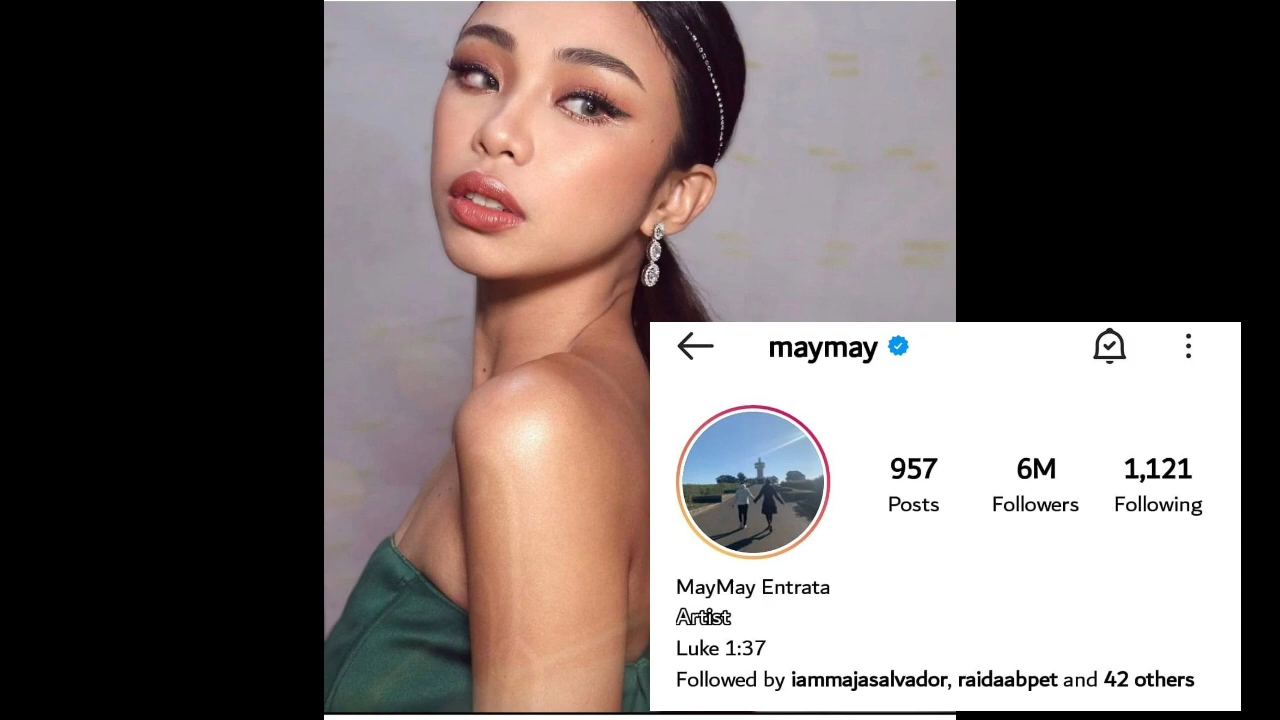 maymay
957 6M 1,121
Posts Followers Following
MayMay Entrata
Artist
Luke 1:37
Followed by iammajasalvador, raidaabpet and 42 others